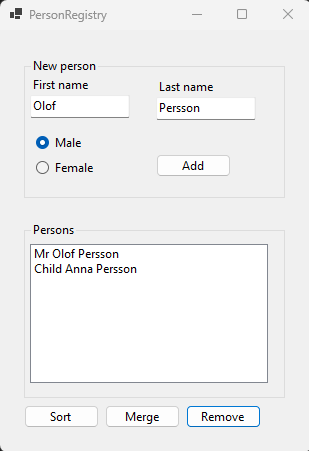 PersonRegistry
New person
First name
Last name
Olof
Persson
Male
Female
Add
Persons
Mr Olof Persson
Child Anna Persson
Sort
Merge
Remove